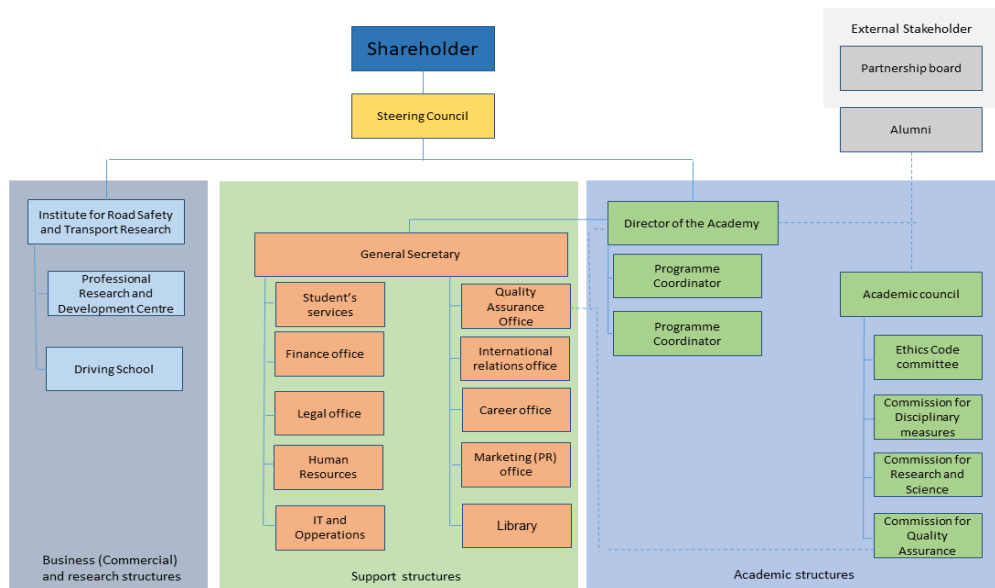 External Stakeholder
Partnership board
Alumni
Shareholder
Steering Council
Institute for Road Safety
and Transport Research
Professional
Research and
Development Centre
Driving School
Business (Commercial)
and research structures
General Secretary
Student's
services
Finance office
Legal office
Human
Resources
IT and
Opperations
Quality
Assurance
Office
International
relations office
Career office
Marketing (PR)
office
Library
Support structures
Director of the Academy
Programme
Coordinator
Programme
Coordinator
Academic council
Ethics Code
committee
Commission for
Disciplinary
measures
Commission for
Research and
Science
Commission for
Quality
Assurance
Academic structures